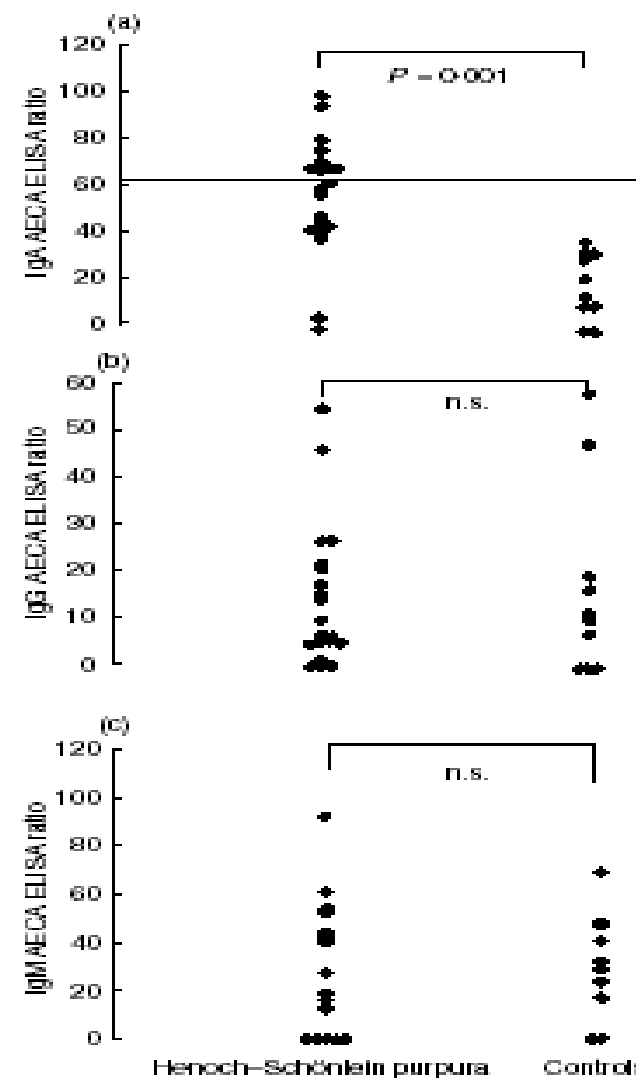 (a)
120
P = 0·001
100
80
60
40
20
0
IgA AECA ELISA ratio
(b)
60
n.s.
50
40
30
20
10
0
IgG AECA ELISA ratio
(c)
120
n.s.
100
80
60
40
20
0
IgM AECA ELISA ratio
Henoch–Schönlein purpura Controls